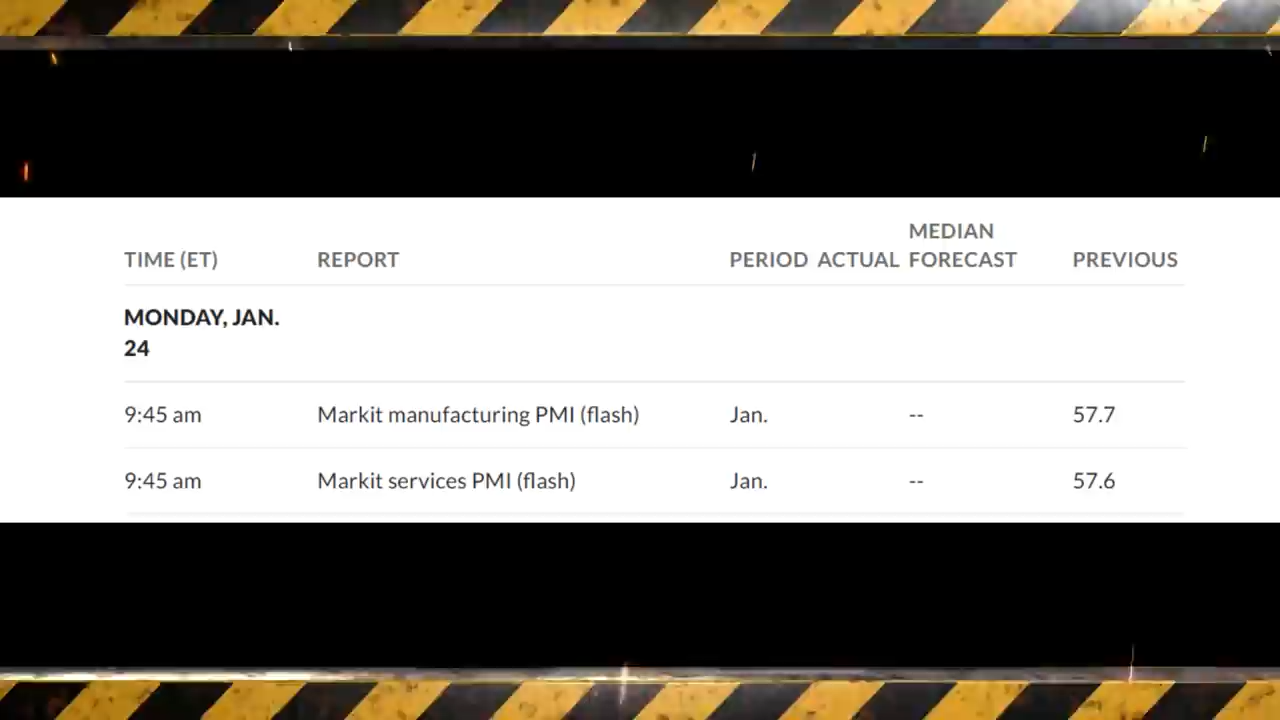 TIME (ET) REPORT PERIOD ACTUAL MEDIAN FORECAST PREVIOUS
MONDAY, JAN.
24
9:45 am Markit manufacturing PMI (flash) Jan. -- 57.7
9:45 am Markit services PMI (flash) Jan. -- 57.6